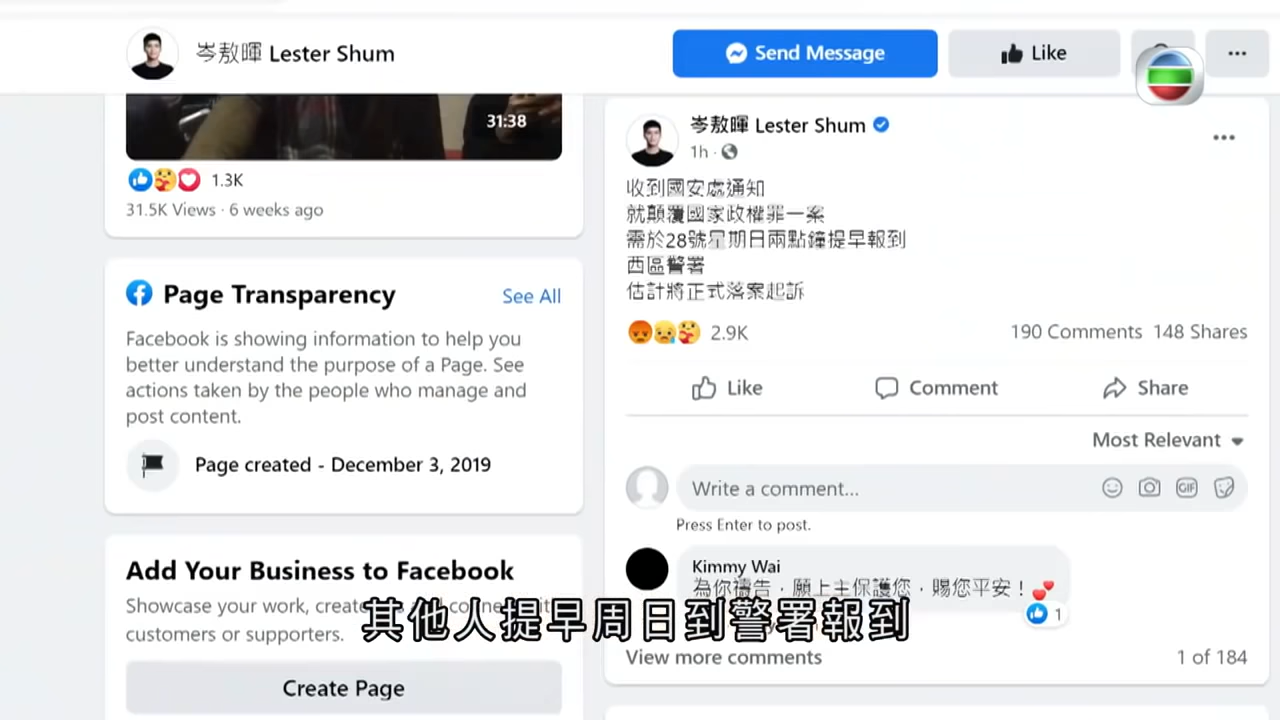 岑敖暉 Lester Shum
Send Message
Like
31:38
1.3K
31.5K Views · 6 weeks ago
Page Transparency
See All
Facebook is showing information to help you
better understand the purpose of a Page. See
actions taken by the people who manage and
post content.
Page created - December 3, 2019
Add Your Business to Facebook
Showcase your work, create
customers or supporters.
Create Page
岑敖暉 Lester Shum
1h
收到國安處通知
就顛覆國家政權罪一案
需於28號星期日兩點鐘提早報到
西區警署
估計將正式落案起訴
2.9K
190 Comments 148 Shares
Like
Comment
Share
Most Relevant
Write a comment...
GIF
Press Enter to post.
Kimmy Wai
為你禱告，願上主保護您，賜您平安！
1
View more comments
1 of 184
其他人提早周日到警署報到